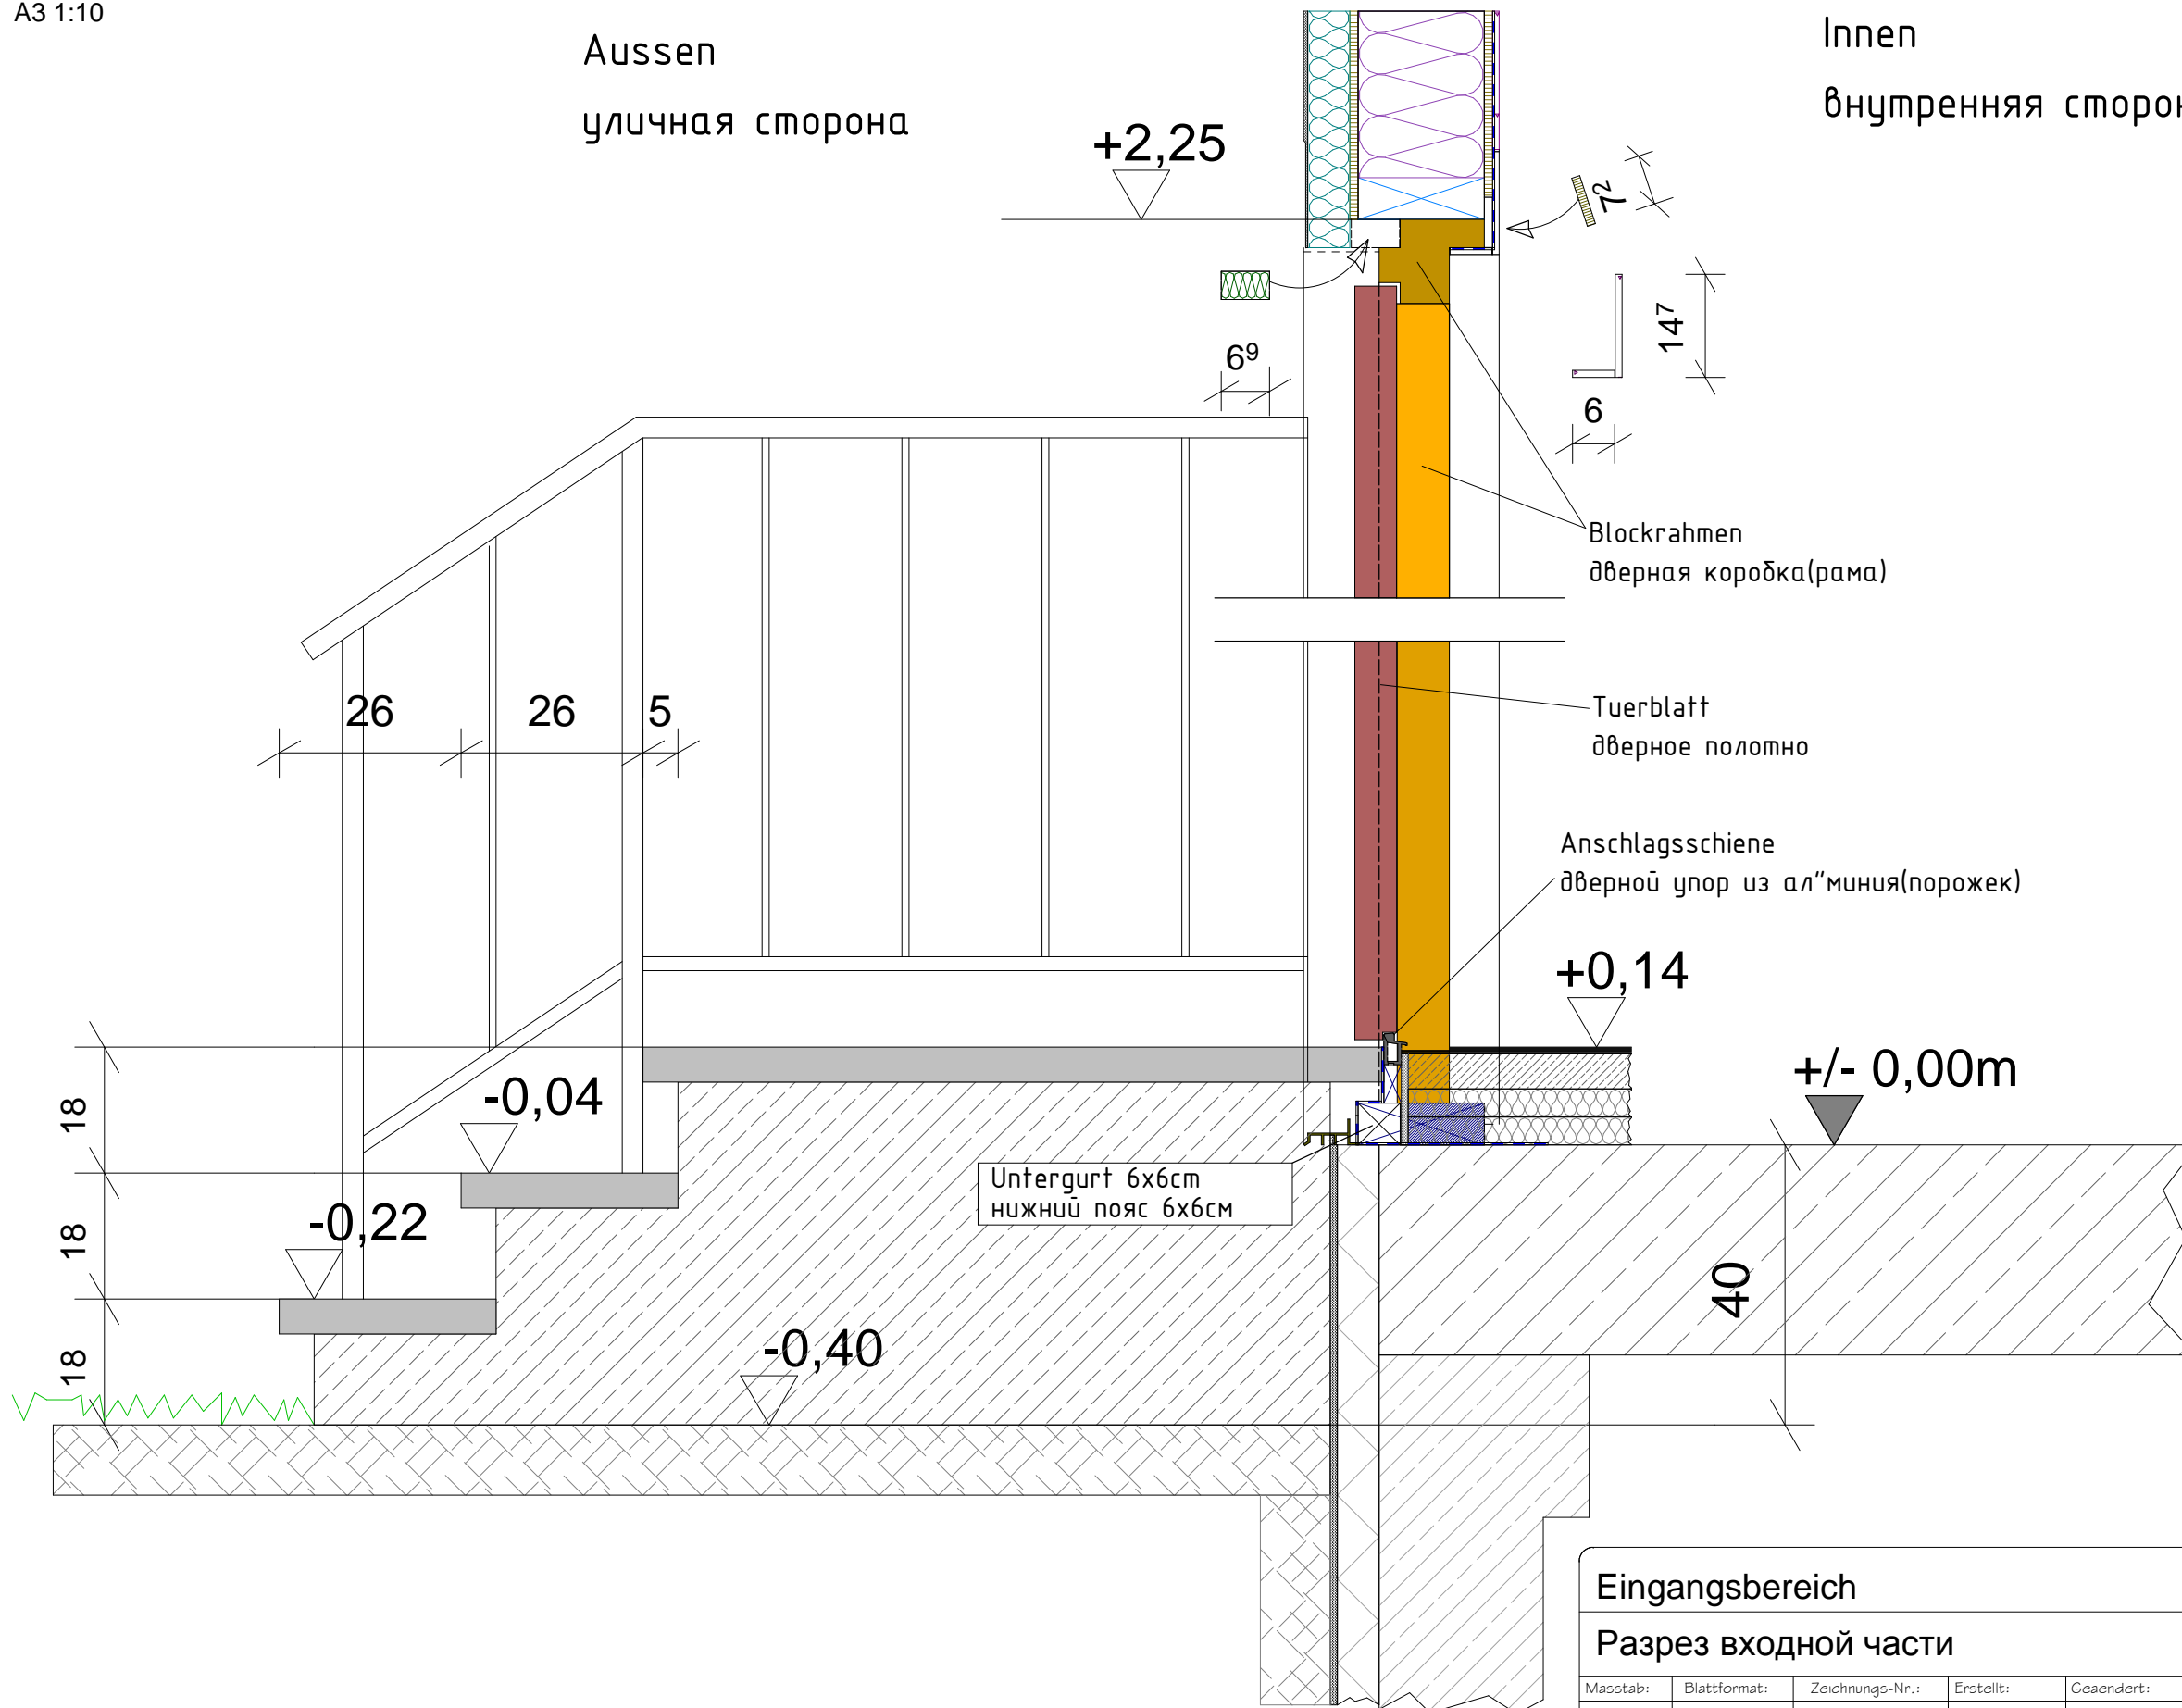 A3 1:10
Aussen
уличная сторона
Innen
внутренняя сторон
+2,25
7²
14⁷
6⁹
6
Blockrahmen
дверная коробка(рама)
26
26
5
Tuerblatt
дверное полотно
Anschlagsschiene
дверной упор из ал"миния(порожек)
+0,14
+/- 0,00m
-0,04
18
Untergurt 6x6cm
нижний пояс 6x6см
-0,22
18
40
-0,40
18
Eingangsbereich
Разрез входной части
Masstab: Blattformat: Zeichnungs-Nr.: Erstellt: Geaendert: